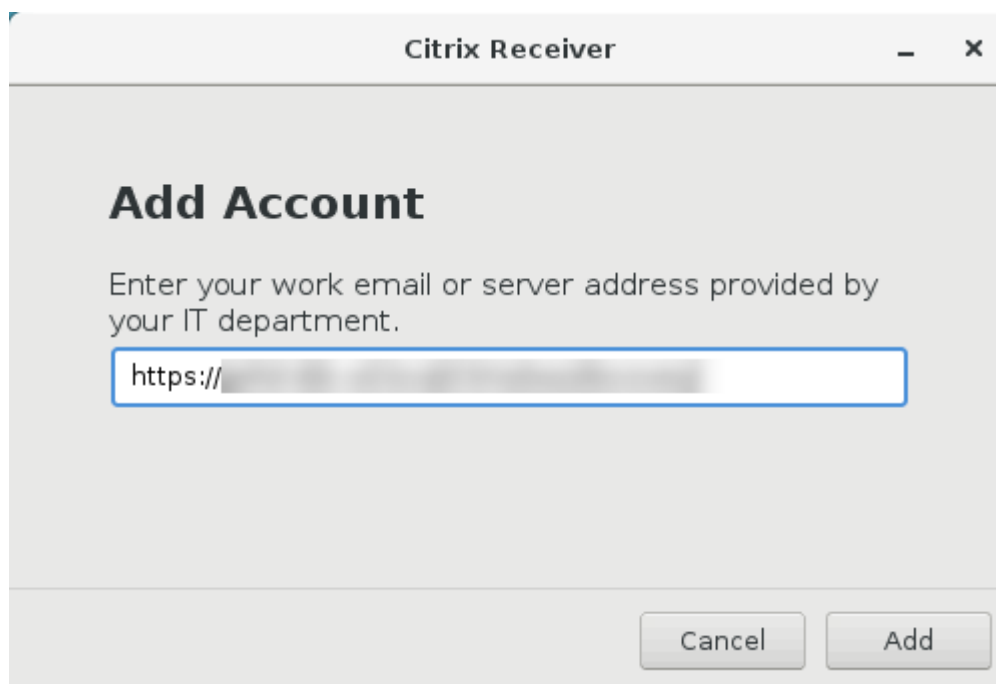 Citrix Receiver
Add Account
Enter your work email or server address provided by
your IT department.
https://
Cancel
Add